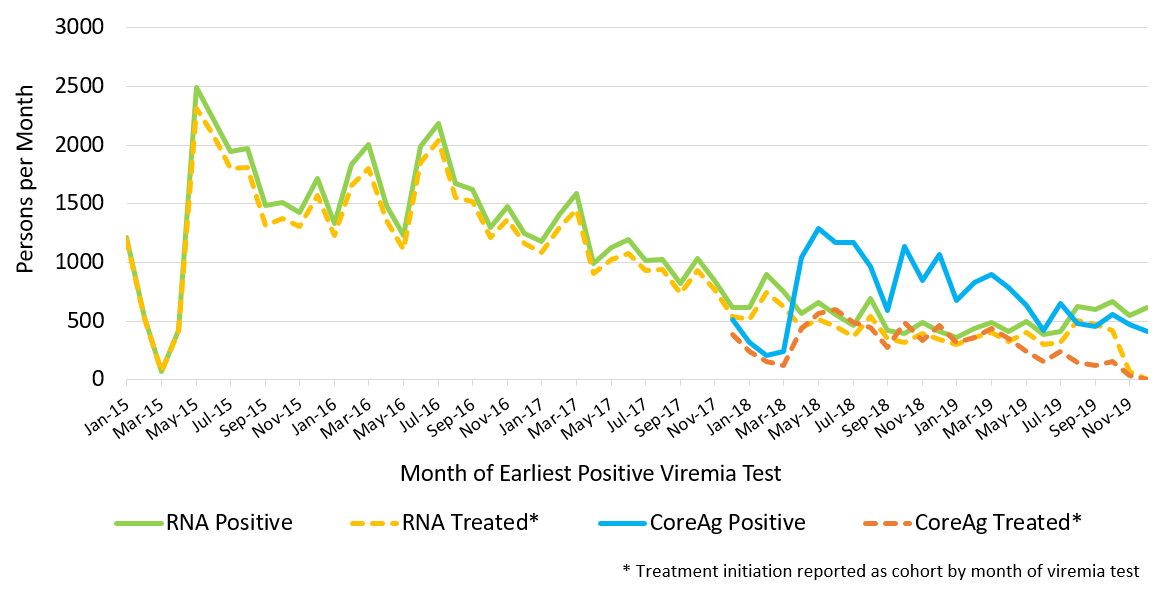 3000
2500
2000
1500
1000
500
0
Persons per Month
Jan-15
Mar-15
May-15
Jul-15
Sep-15
Nov-15
Jan-16
Mar-16
May-16
Jul-16
Sep-16
Nov-16
Jan-17
Mar-17
May-17
Jul-17
Sep-17
Nov-17
Jan-18
Mar-18
May-18
Jul-18
Sep-18
Nov-18
Jan-19
Mar-19
May-19
Jul-19
Sep-19
Nov-19
Month of Earliest Positive Viremia Test
RNA Positive RNA Treated* CoreAg Positive CoreAg Treated*
* Treatment initiation reported as cohort by month of viremia test